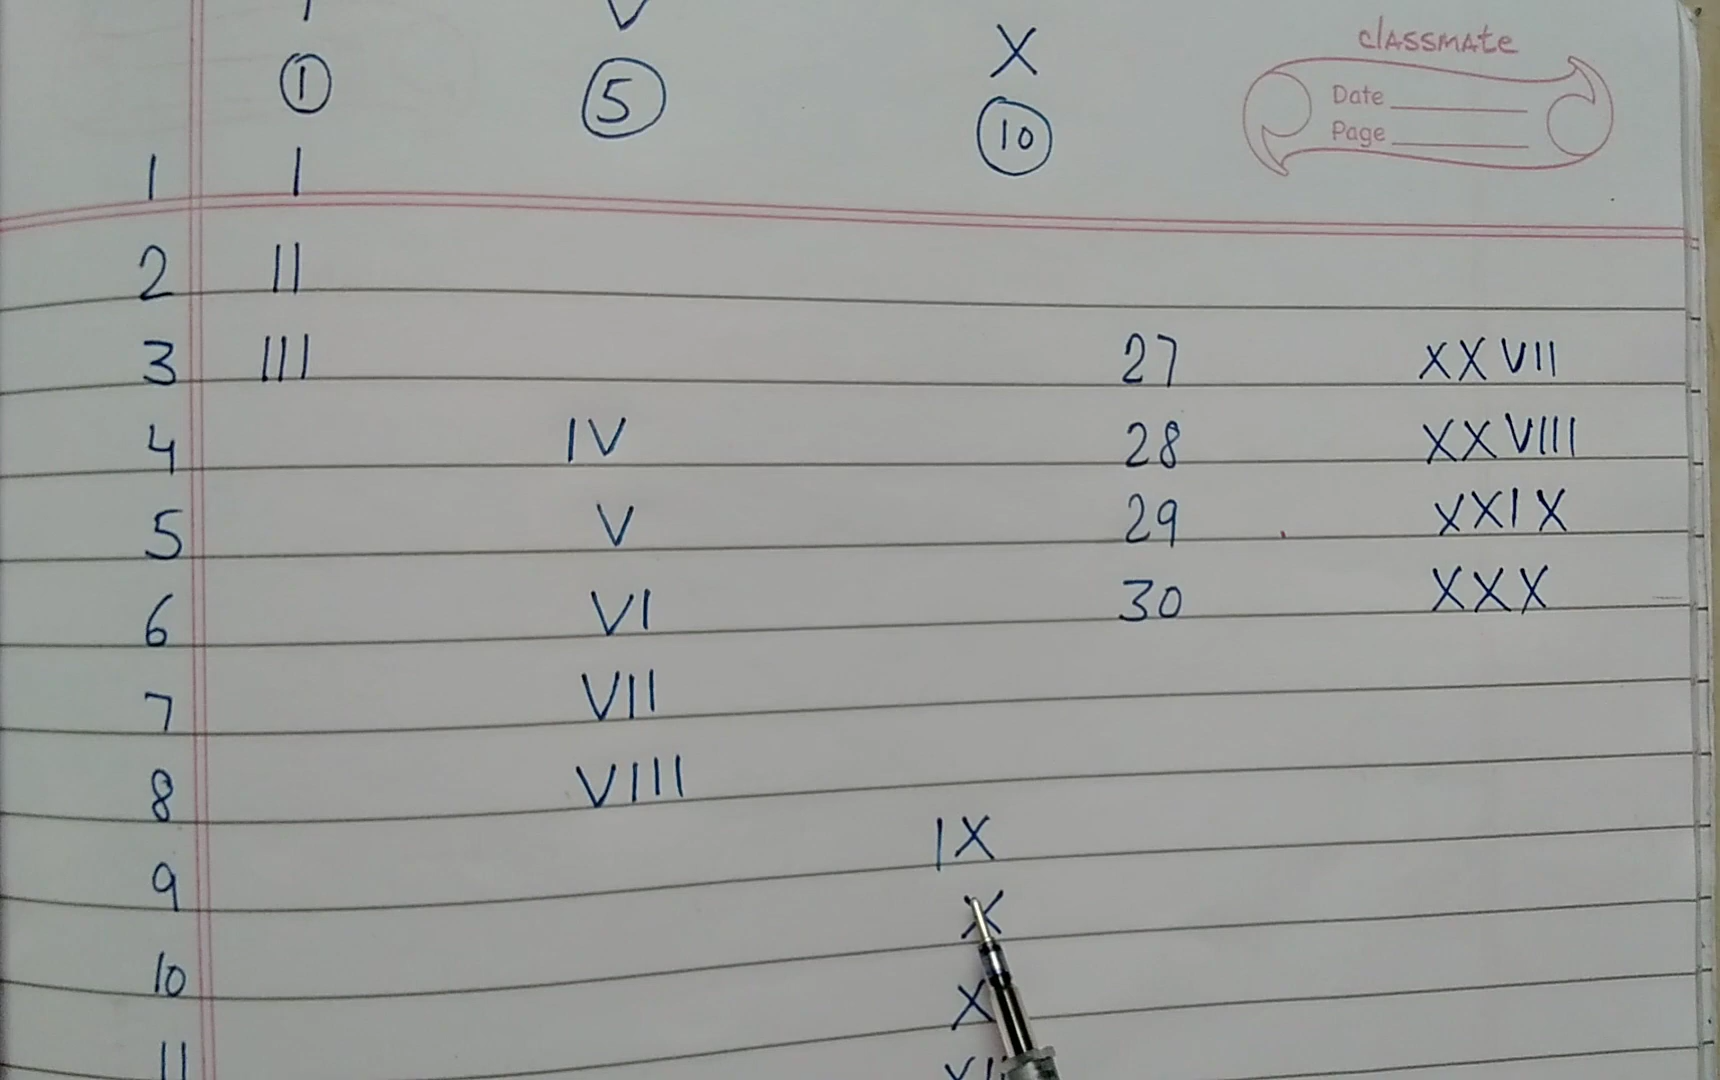 I V X
classmate
① ⑤ ⑩
Date
Page
1 I
2 II
3 III 27 XXVII
4 IV 28 XXVIII
5 V 29 XXIX
6 VI 30 XXX
7 VII
8 VIII
9 IX
10 X
11 X